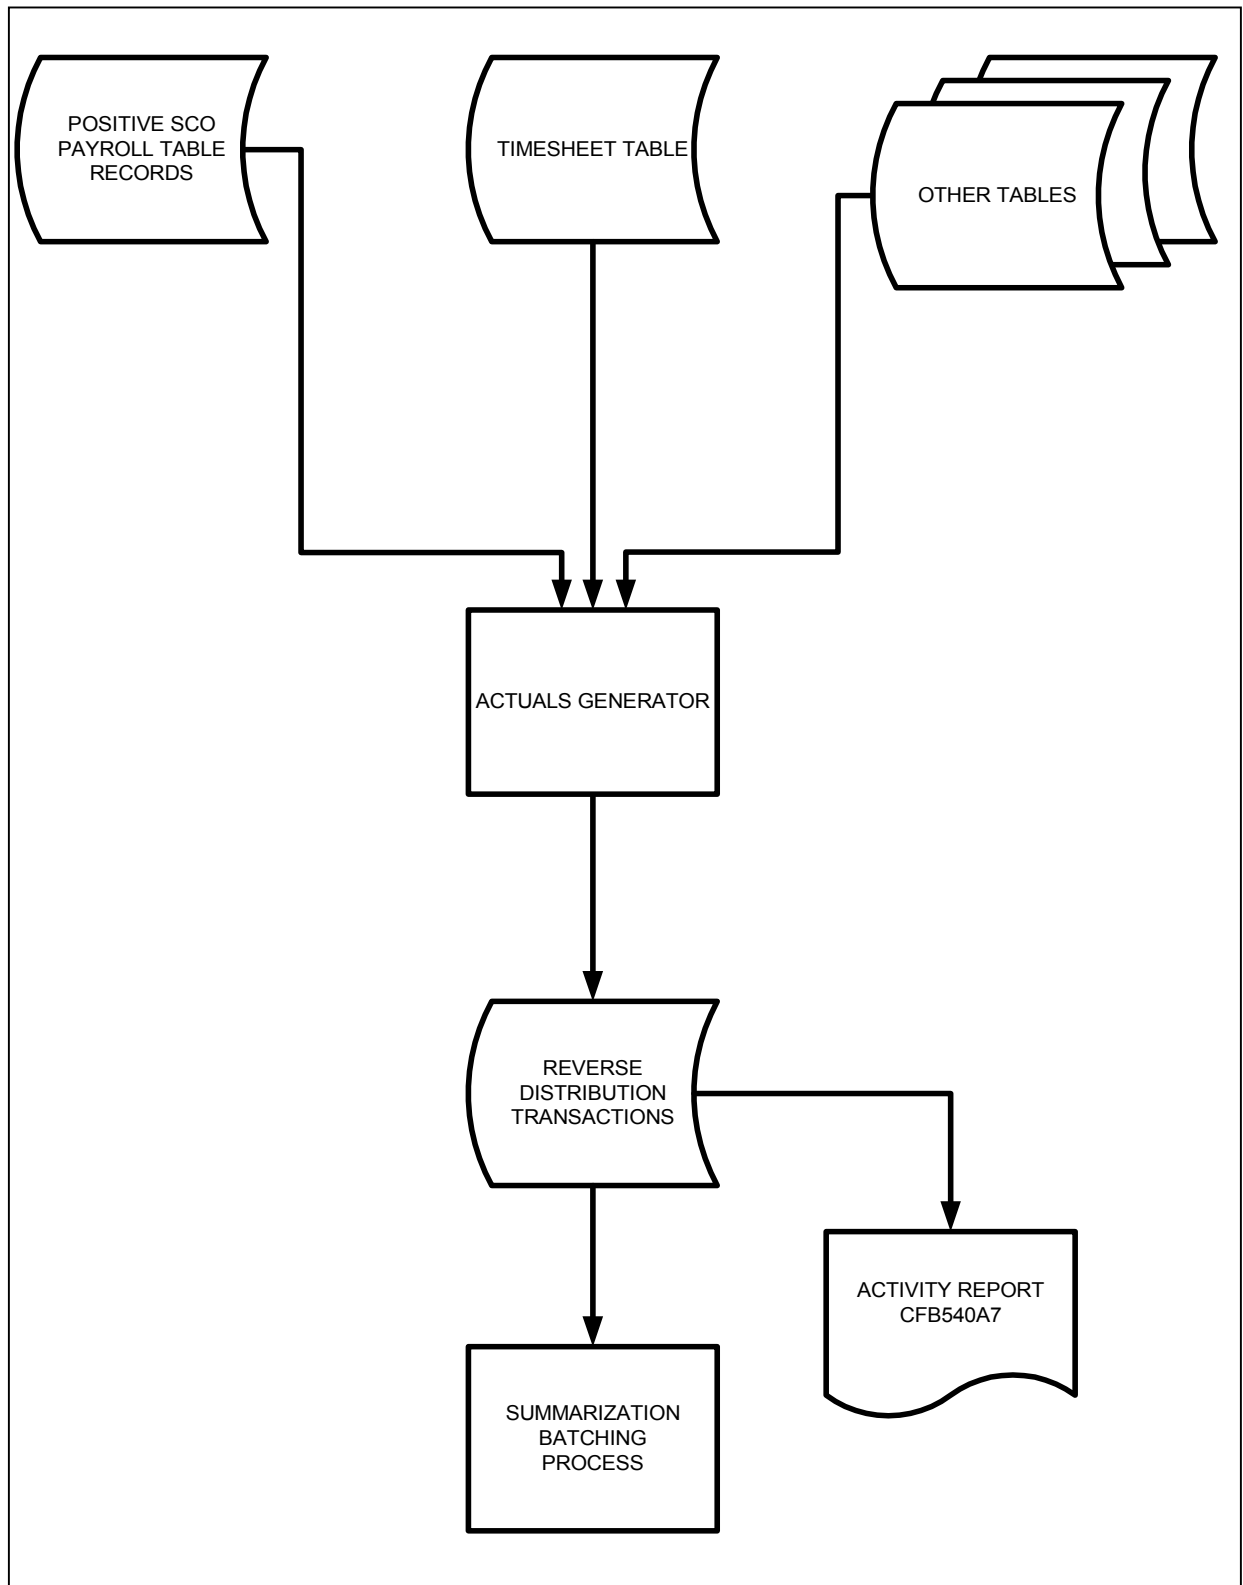 POSITIVE SCO
PAYROLL TABLE
RECORDS
TIMESHEET TABLE
OTHER TABLES
ACTUALS GENERATOR
REVERSE
DISTRIBUTION
TRANSACTIONS
ACTIVITY REPORT
CFB540A7
SUMMARIZATION
BATCHING
PROCESS